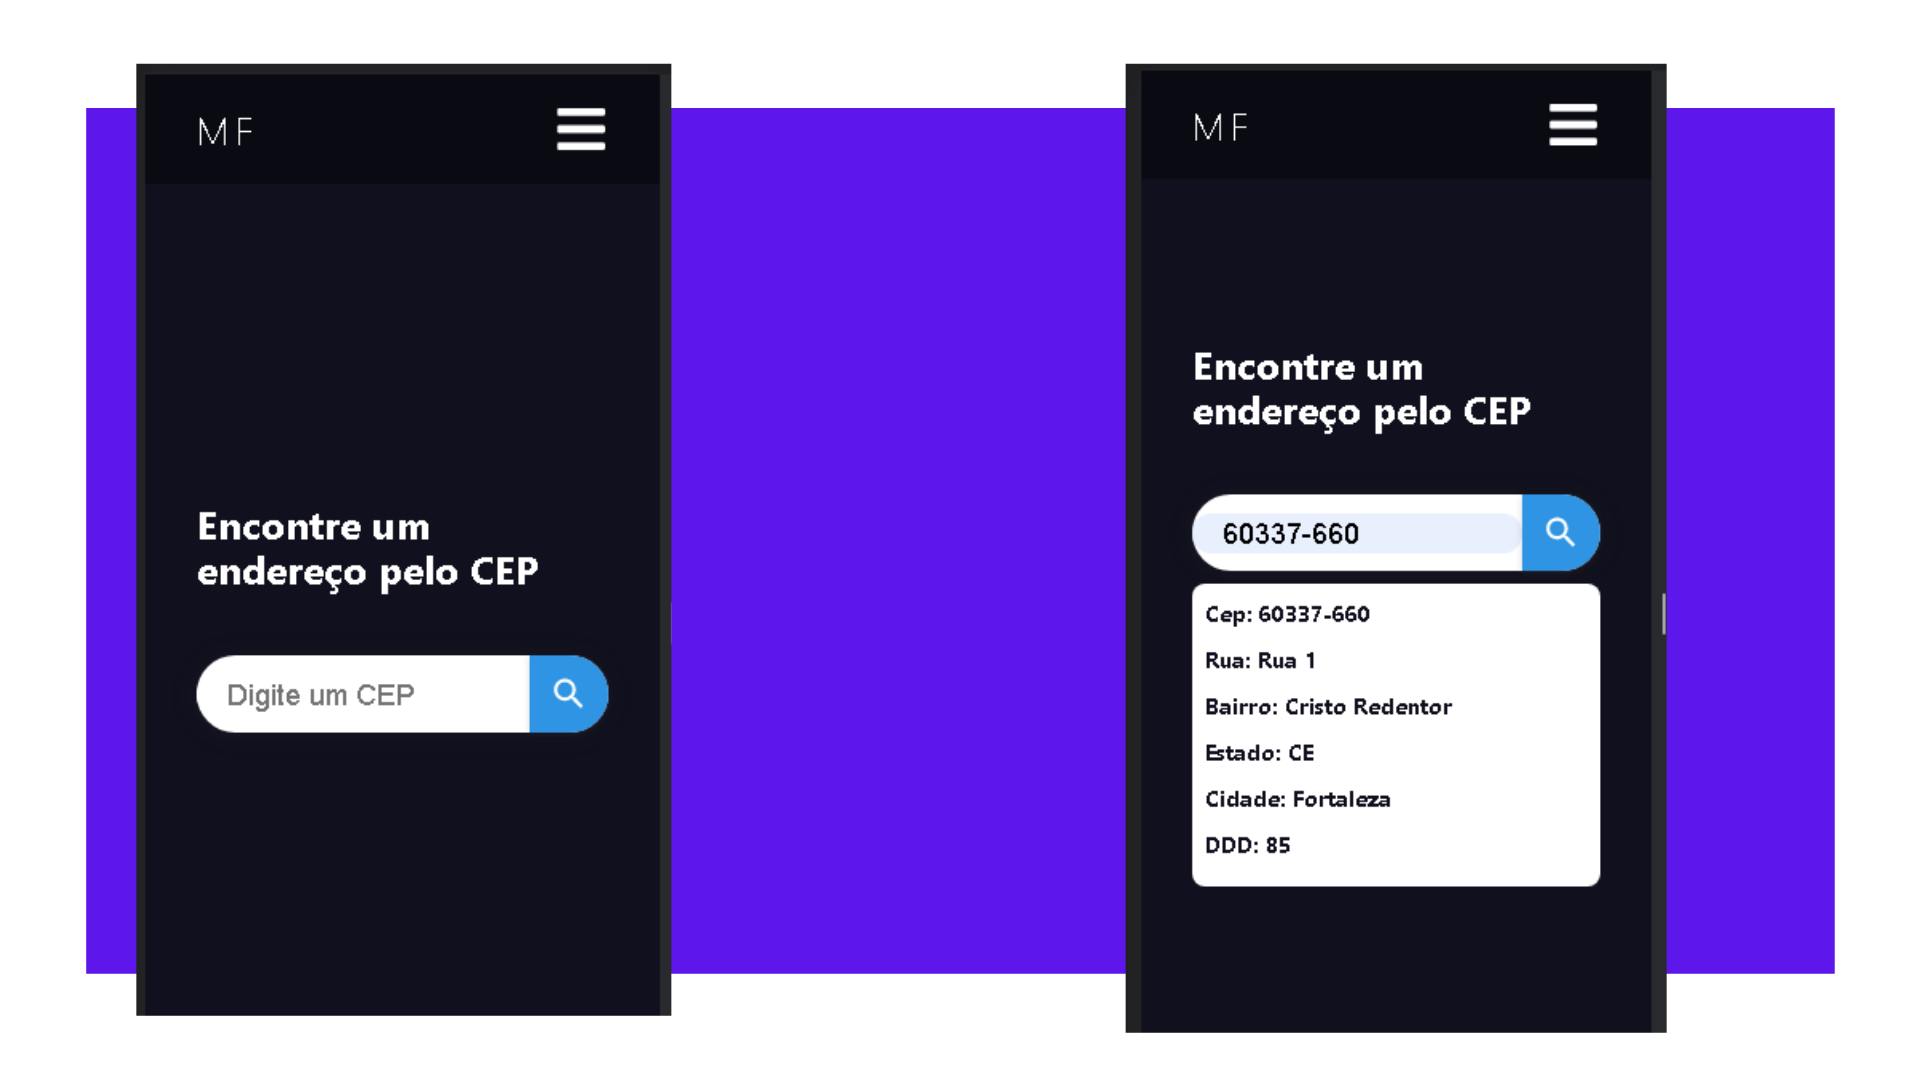 MF
Encontre um
endereço pelo CEP
Digite um CEP
MF
Encontre um
endereço pelo CEP
60337-660
Cep: 60337-660
Rua: Rua 1
Bairro: Cristo Redentor
Estado: CE
Cidade: Fortaleza
DDD: 85